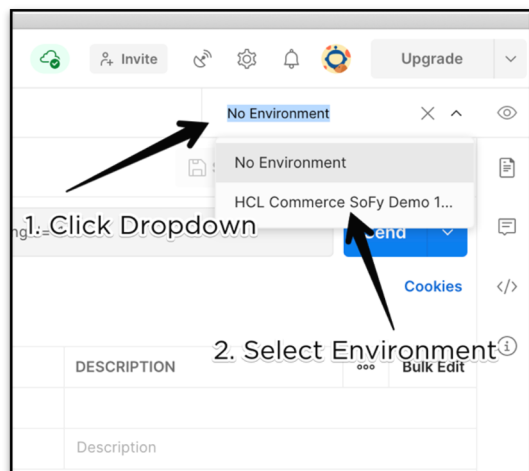 Invite
Upgrade
No Environment
No Environment
HCL Commerce SoFy Demo 1...
1. Click Dropdown
Send
Cookies
2. Select Environment
DESCRIPTION
Bulk Edit
Description